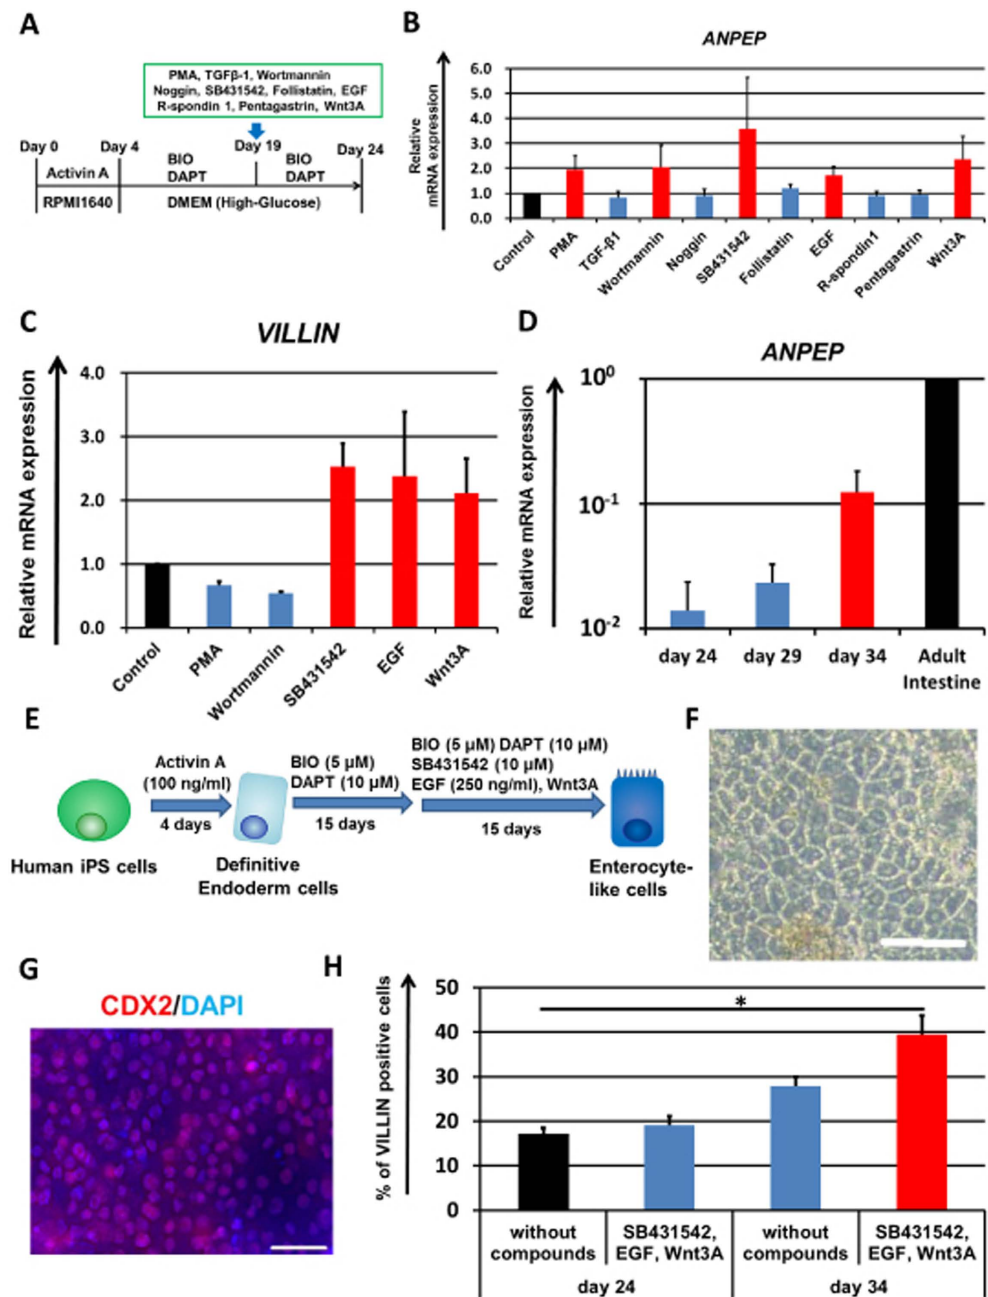 A
PMA, TGFβ-1, Wortmannin
Noggin, SB431542, Follistatin, EGF
R-spondin 1, Pentagastrin, Wnt3A
Day 0
Day 4
Day 19
Day 24
Activin A
BIO
DAPT
BIO
DAPT
RPMI1640
DMEM (High-Glucose)
B
ANPEP
Relative
mRNA expression
6.0
5.0
4.0
3.0
2.0
1.0
0.0
Control
PMA
TGF-β1
Wortmannin
Noggin
SB431542
Follistatin
EGF
R-spondin1
Pentagastrin
Wnt3A
C
VILLIN
Relative mRNA expression
4.0
3.0
2.0
1.0
0.0
Control
PMA
Wortmannin
SB431542
EGF
Wnt3A
D
ANPEP
Relative mRNA expression
10⁰
10⁻¹
10⁻²
day 24
day 29
day 34
Adult
Intestine
E
Activin A
(100 ng/ml)
4 days
BIO (5 μM)
DAPT (10 μM)
15 days
BIO (5 μM) DAPT (10 μM)
SB431542 (10 μM)
EGF (250 ng/ml), Wnt3A
15 days
Human iPS cells
Definitive
Endoderm cells
Enterocyte-
like cells
F
G
CDX2/DAPI
H
% of VILLIN positive cells
50
40
30
20
10
0
*
without
compounds
SB431542,
EGF, Wnt3A
without
compounds
SB431542,
EGF, Wnt3A
day 24
day 34